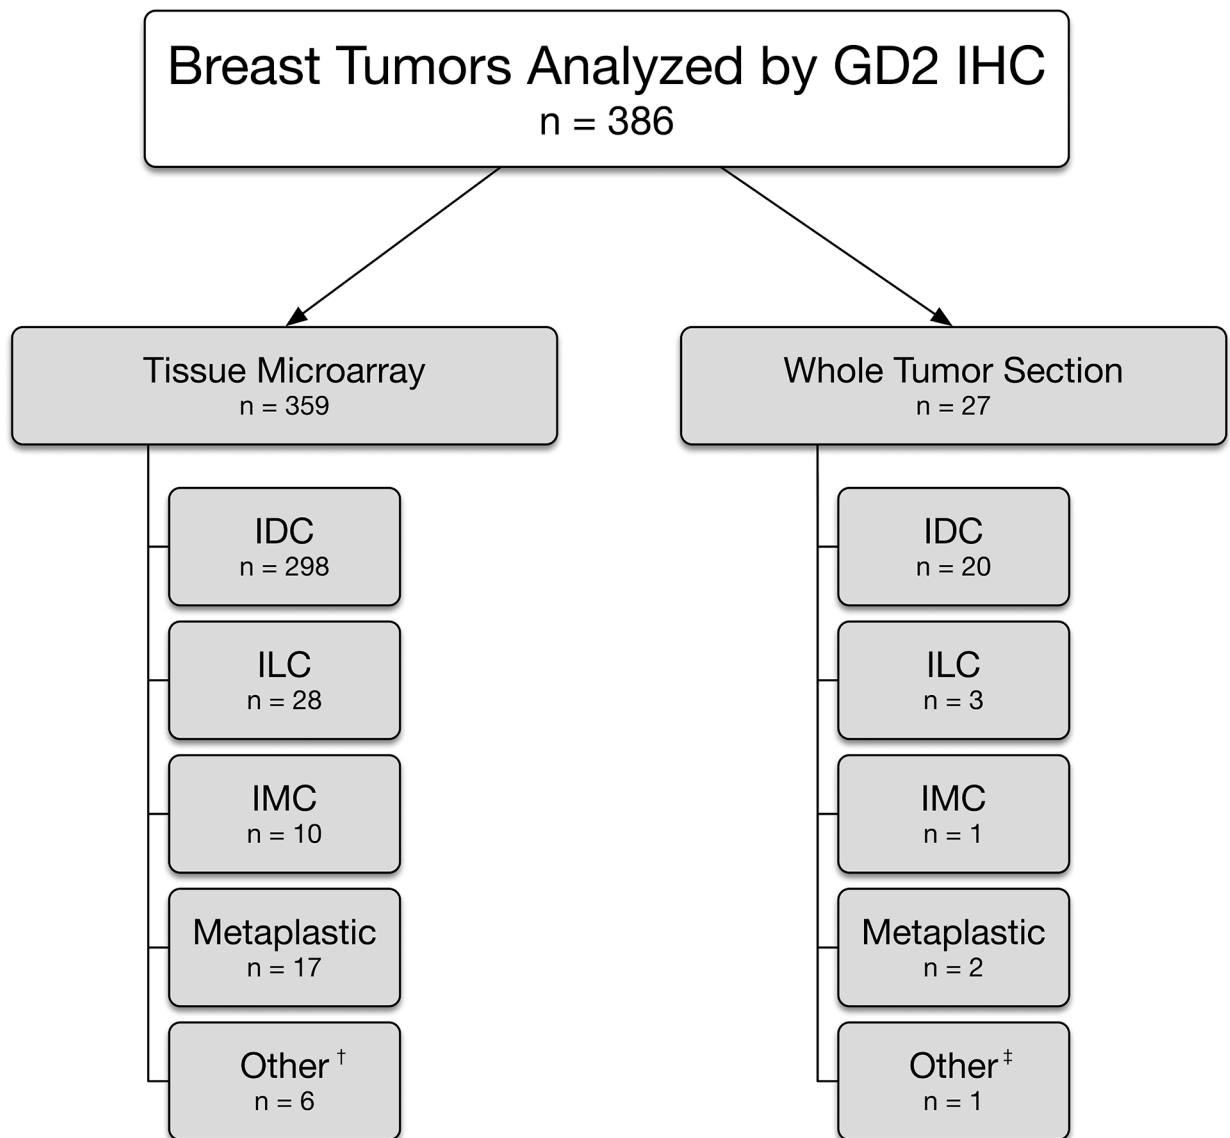 Breast Tumors Analyzed by GD2 IHC
n = 386
Tissue Microarray
n = 359
IDC
n = 298
ILC
n = 28
IMC
n = 10
Metaplastic
n = 17
Other †
n = 6
Whole Tumor Section
n = 27
IDC
n = 20
ILC
n = 3
IMC
n = 1
Metaplastic
n = 2
Other ‡
n = 1